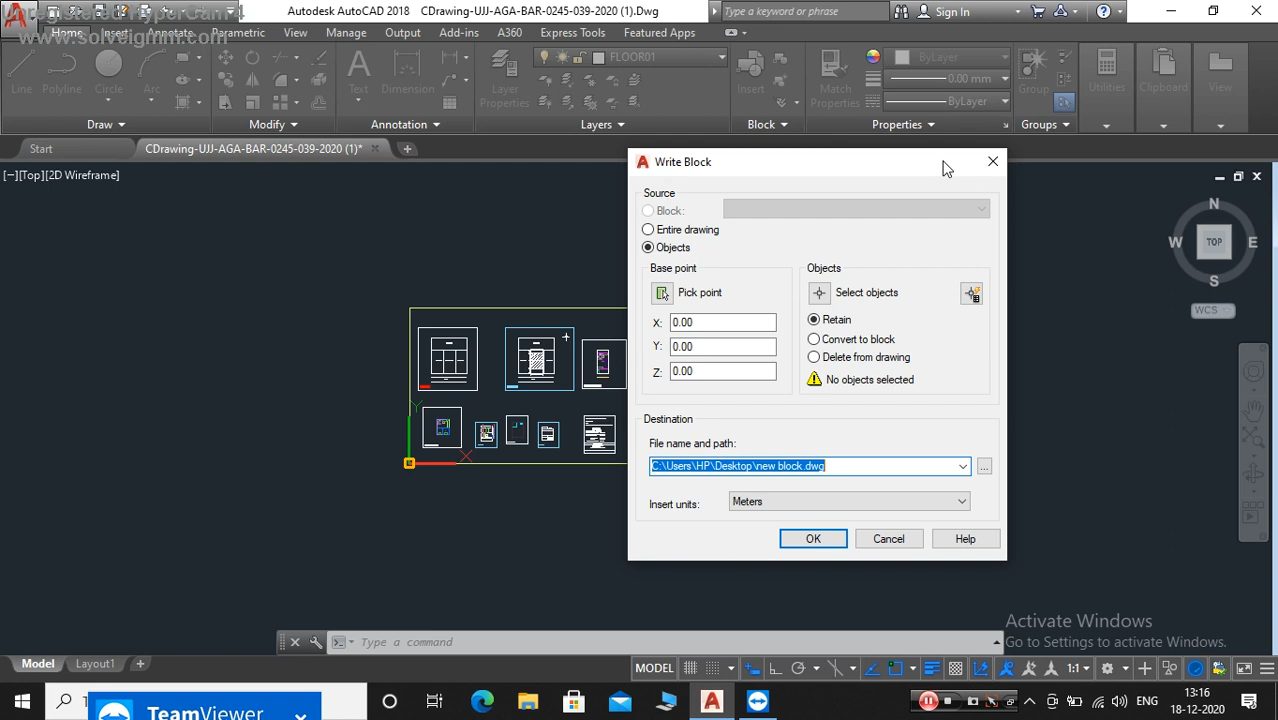 Unregistered HyperCam 4
www.solveigmm.com
Autodesk AutoCAD 2018 CDrawing-UJJ-AGA-BAR-0245-039-2020 (1).Dwg
Type a keyword or phrase
Sign In
Home Insert Annotate Parametric View Manage Output Add-ins A360 Express Tools Featured Apps
FLOOR01
ByLayer
0.00 mm
ByLayer
Line Polyline Circle Arc Text Dimension Layer Properties Insert Match Properties Group Utilities Clipboard View
Draw Modify Annotation Layers Block Properties Groups
Start CDrawing-UJJ-AGA-BAR-0245-039-2020 (1)*
[−][Top][2D Wireframe]
Write Block
Source
Block:
Entire drawing
Objects
Base point
Pick point
X: 0.00
Y: 0.00
Z: 0.00
Objects
Select objects
Retain
Convert to block
Delete from drawing
No objects selected
Destination
File name and path:
C:\Users\HP\Desktop\new block.dwg
...
Insert units: Meters
OK Cancel Help
N
W TOP E
S
WCS
Y
X
Activate Windows
Go to Settings to activate Windows.
Type a command
Model Layout1
MODEL 1:1
TeamViewer
ENG
13:16
18-12-2020